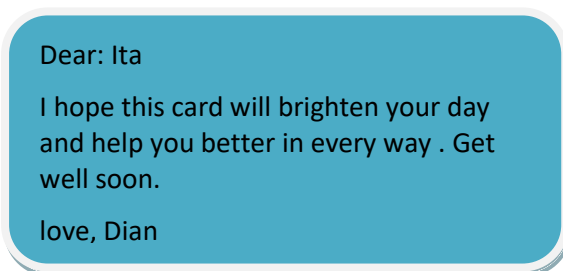 Dear: Ita
I hope this card will brighten your day
and help you better in every way . Get
well soon.
love, Dian